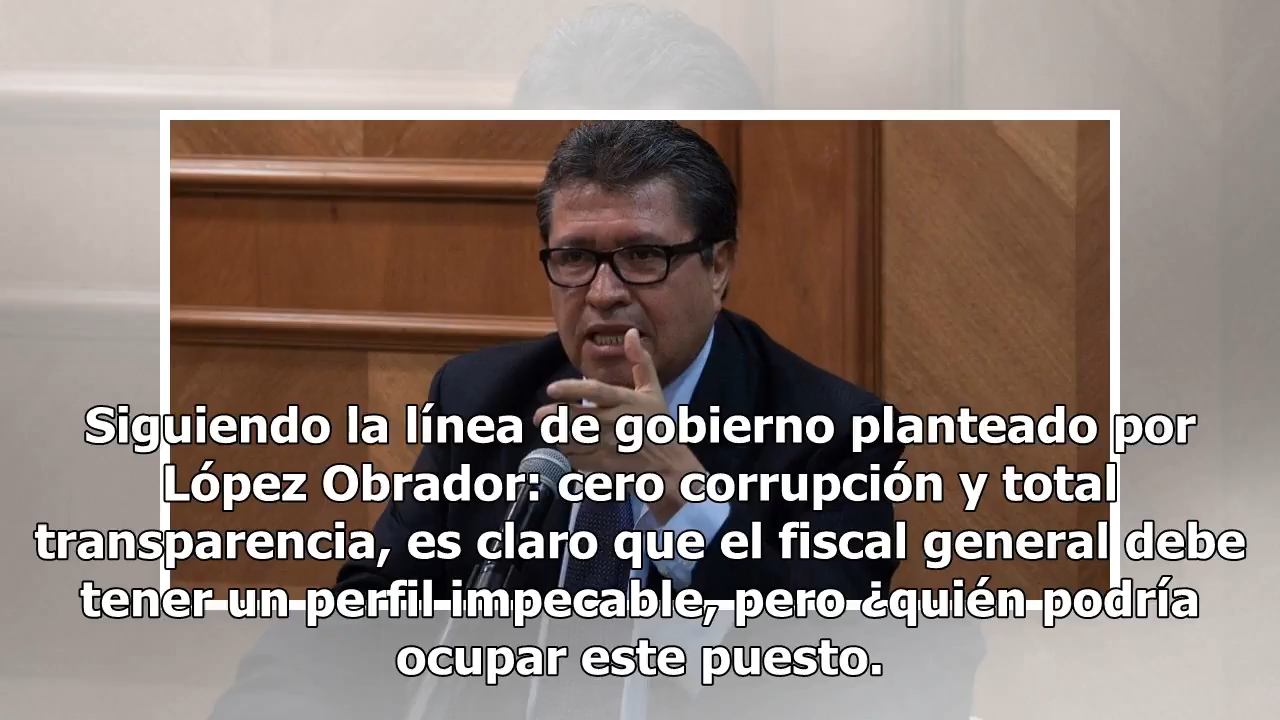 Siguiendo la línea de gobierno planteado por
López Obrador: cero corrupción y total
transparencia, es claro que el fiscal general debe
tener un perfil impecable, pero ¿quién podría
ocupar este puesto.